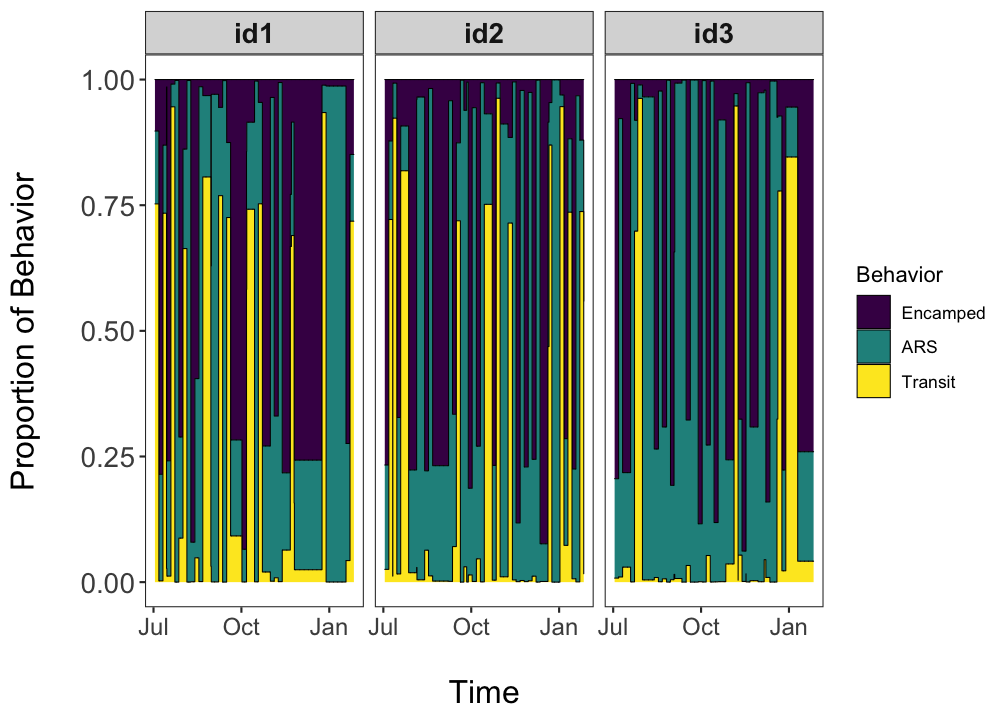 id1 id2 id3
1.00
0.75
0.50
0.25
0.00
Proportion of Behavior
Jul Oct Jan Jul Oct Jan Jul Oct Jan
Time
Behavior
Encamped
ARS
Transit